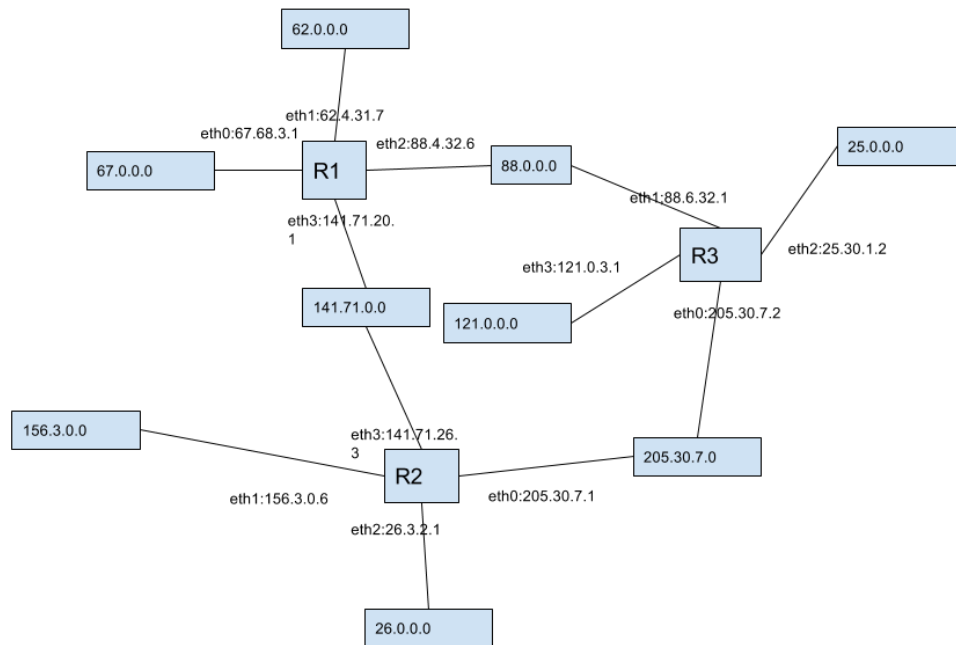 62.0.0.0
eth1:62.4.31.7
eth0:67.68.3.1
eth2:88.4.32.6
25.0.0.0
67.0.0.0
R1
88.0.0.0
eth1;88.6.32.1
eth3:141.71.20.
1
R3
eth2:25.30.1.2
eth3:121.0.3.1
141.71.0.0
121.0.0.0
eth0:205.30.7.2
156.3.0.0
eth3:141.71.26.
3
205.30.7.0
R2
eth1:156.3.0.6
eth0:205.30.7.1
eth2:26.3.2.1
26.0.0.0